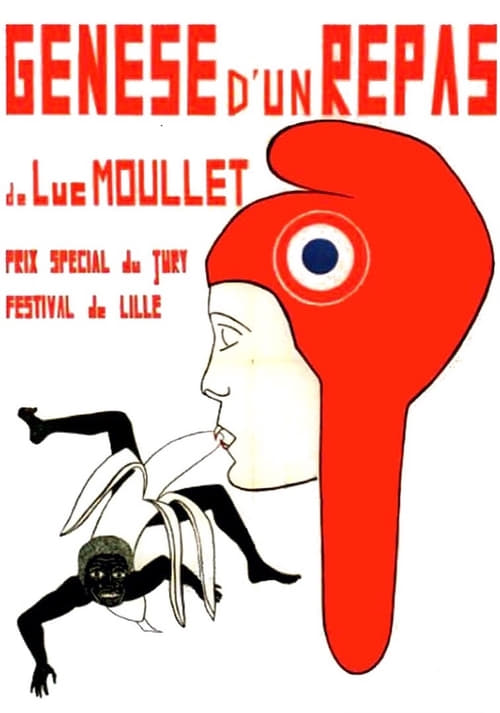 GENESE D'UN REPAS
de Luc MOULLET
PRIX SPECIAL du JURY
FESTIVAL de LILLE